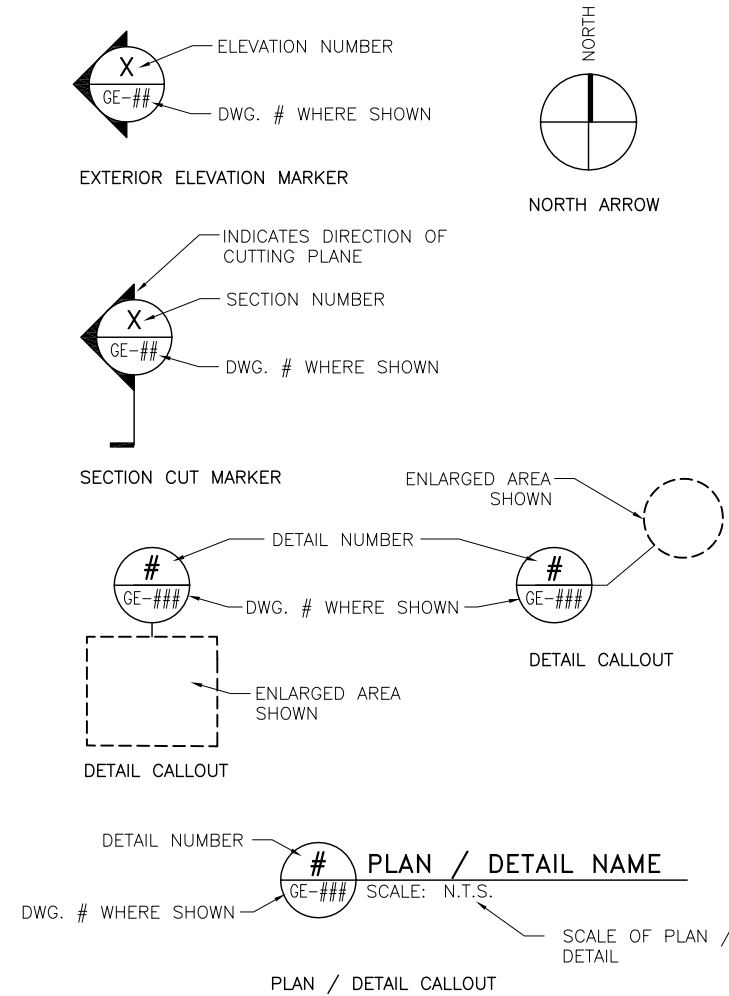 NORTH
X
ELEVATION NUMBER
GE-##
DWG. # WHERE SHOWN
EXTERIOR ELEVATION MARKER
NORTH ARROW
INDICATES DIRECTION OF
CUTTING PLANE
X
SECTION NUMBER
GE-##
DWG. # WHERE SHOWN
SECTION CUT MARKER
ENLARGED AREA
SHOWN
#
DETAIL NUMBER
#
GE-###
DWG. # WHERE SHOWN
GE-###
DETAIL CALLOUT
ENLARGED AREA
SHOWN
DETAIL CALLOUT
DETAIL NUMBER
#
PLAN / DETAIL NAME
GE-###
SCALE: N.T.S.
DWG. # WHERE SHOWN
SCALE OF PLAN /
DETAIL
PLAN / DETAIL CALLOUT